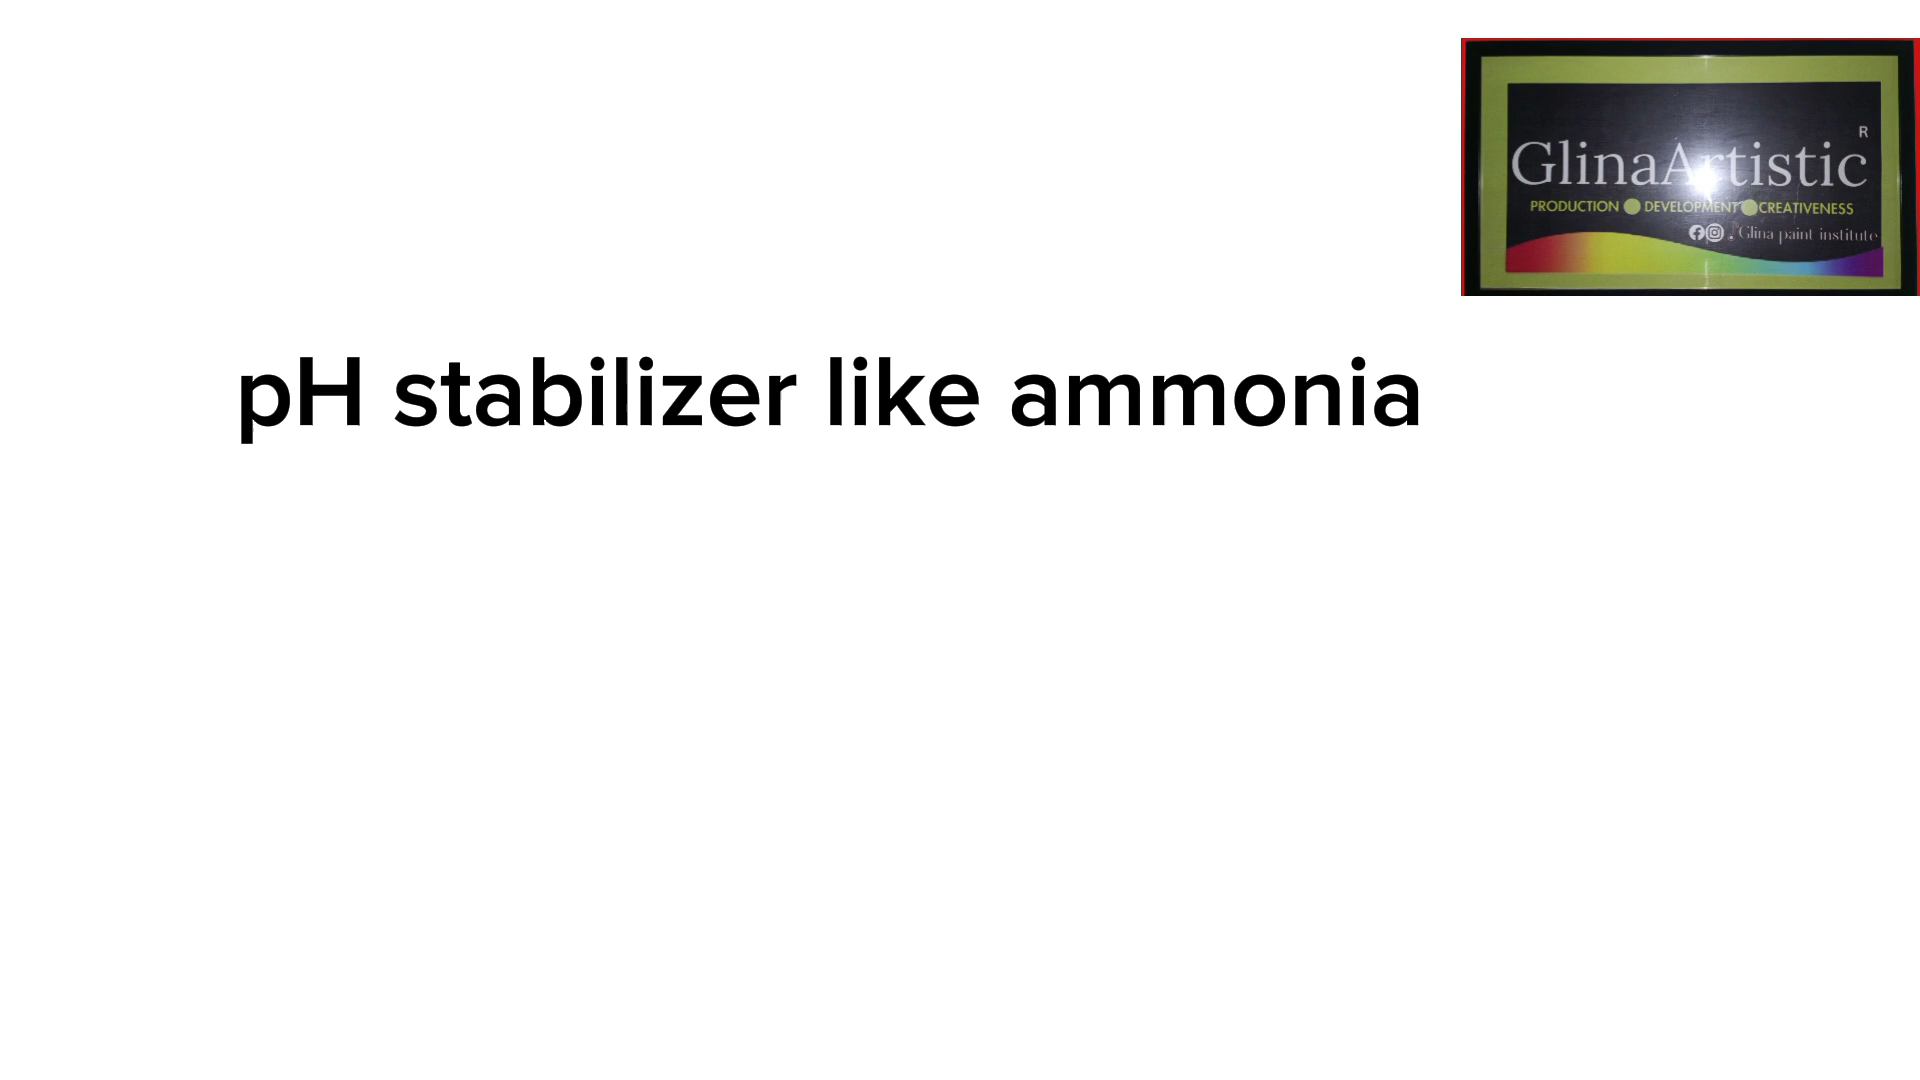 R
GlinaArtistic
PRODUCTION DEVELOPMENT CREATIVENESS
Glina paint institute
pH stabilizer like ammonia